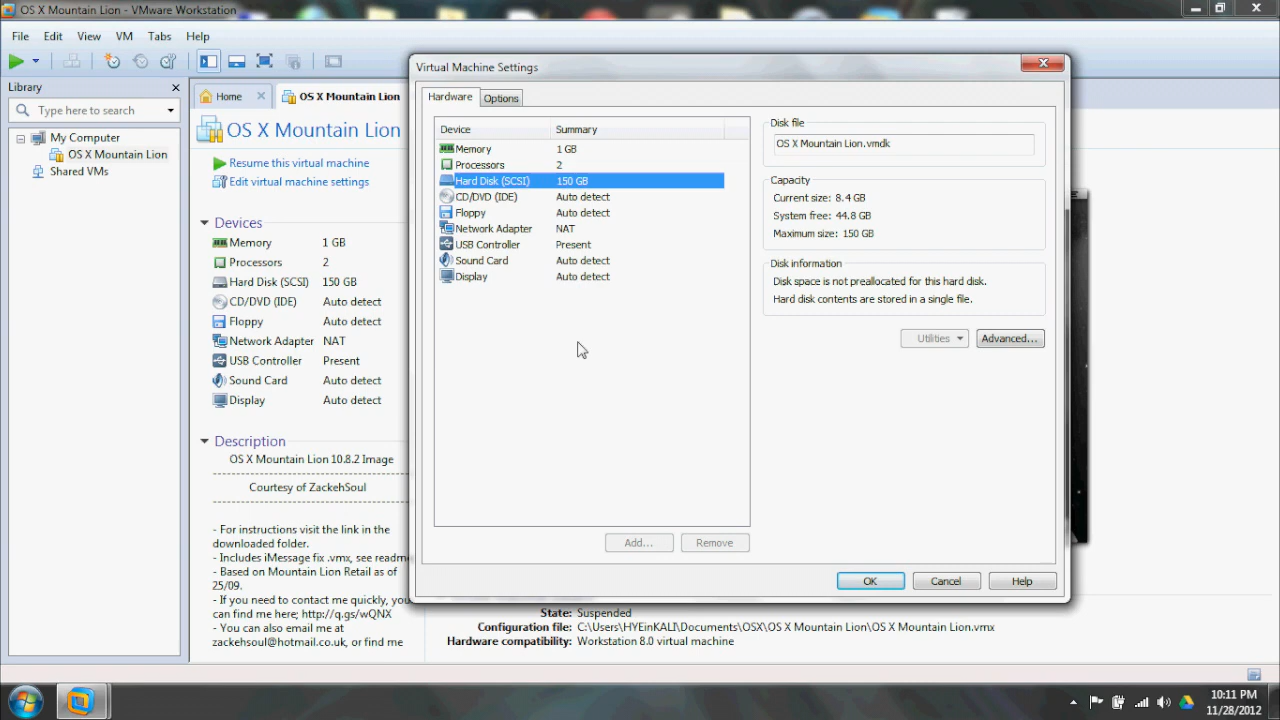 OS X Mountain Lion - VMware Workstation
File Edit View VM Tabs Help
Library
Type here to search
My Computer
OS X Mountain Lion
Shared VMs
Home
OS X Mountain Lion
OS X Mountain Lion
Resume this virtual machine
Edit virtual machine settings
Devices
Memory 1 GB
Processors 2
Hard Disk (SCSI) 150 GB
CD/DVD (IDE) Auto detect
Floppy Auto detect
Network Adapter NAT
USB Controller Present
Sound Card Auto detect
Display Auto detect
Description
OS X Mountain Lion 10.8.2 Image
Courtesy of ZackehSoul
- For instructions visit the link in the
downloaded folder.
- Includes iMessage fix .vmx, see readme
- Based on Mountain Lion Retail as of
25/09.
- If you need to contact me quickly, you
can find me here; http://q.gs/wQNX
- You can also email me at
zackehsoul@hotmail.co.uk, or find me
Virtual Machine Settings
Hardware Options
Device Summary
Memory 1 GB
Processors 2
Hard Disk (SCSI) 150 GB
CD/DVD (IDE) Auto detect
Floppy Auto detect
Network Adapter NAT
USB Controller Present
Sound Card Auto detect
Display Auto detect
Add... Remove
Disk file
OS X Mountain Lion.vmdk
Capacity
Current size: 8.4 GB
System free: 44.8 GB
Maximum size: 150 GB
Disk information
Disk space is not preallocated for this hard disk.
Hard disk contents are stored in a single file.
Utilities Advanced...
OK Cancel Help
State: Suspended
Configuration file: C:\Users\HYEinKALI\Documents\OSX\OS X Mountain Lion\OS X Mountain Lion.vmx
Hardware compatibility: Workstation 8.0 virtual machine
10:11 PM
11/28/2012